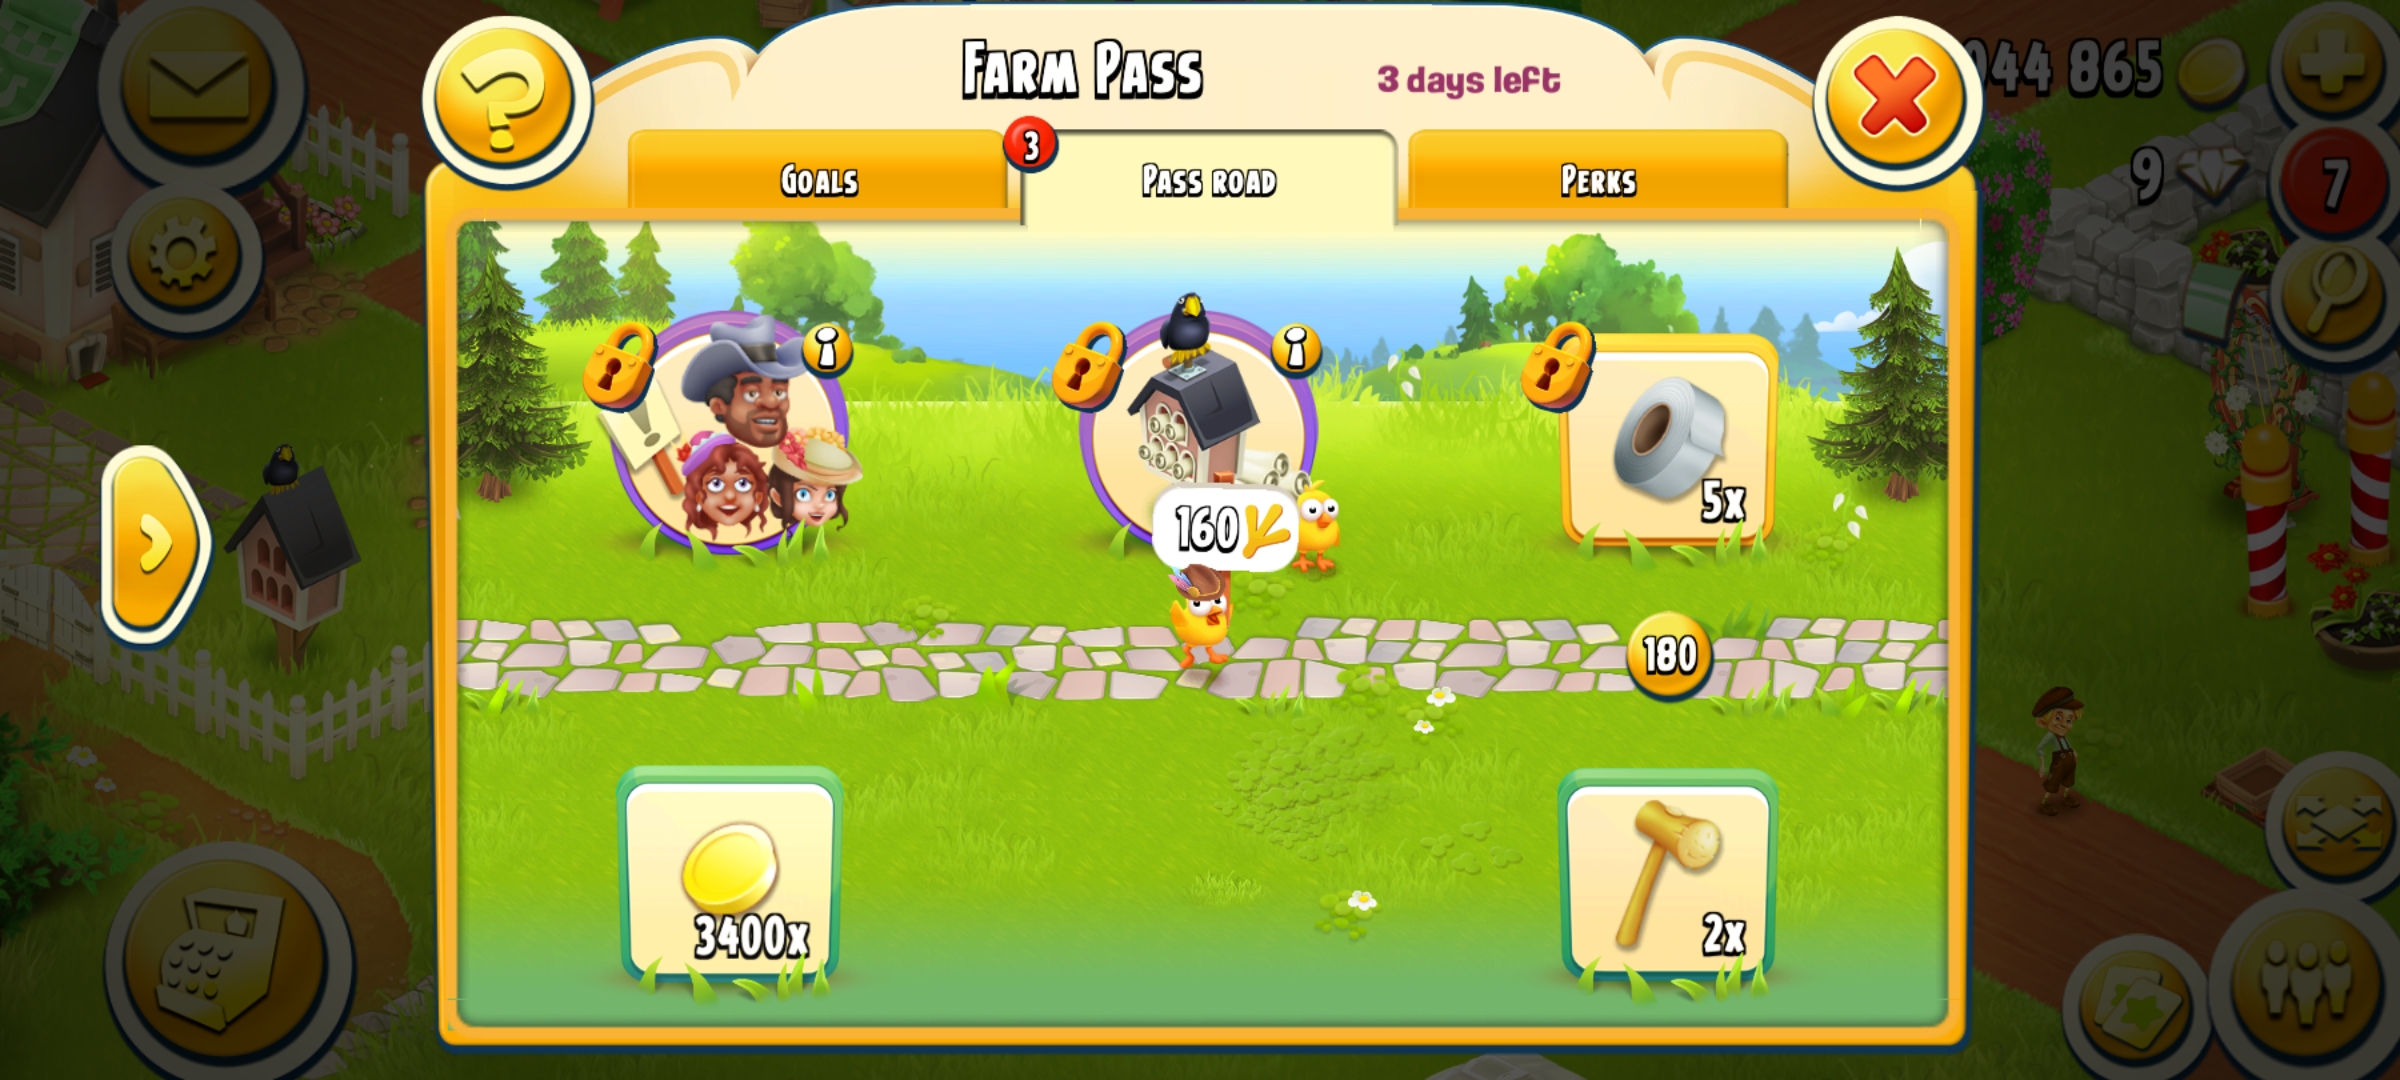 FARM PASS
3 days left
044 865
GOALS
3
PASS ROAD
PERKS
9
7
5x
160
180
3400x
2x